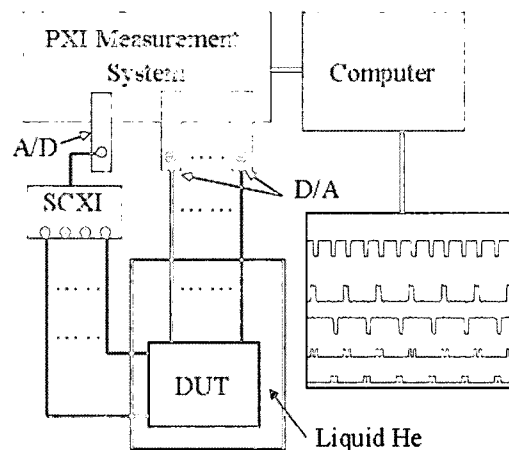 PXI Measurement
System
Computer
A/D
SCXI
D/A
DUT
Liquid He